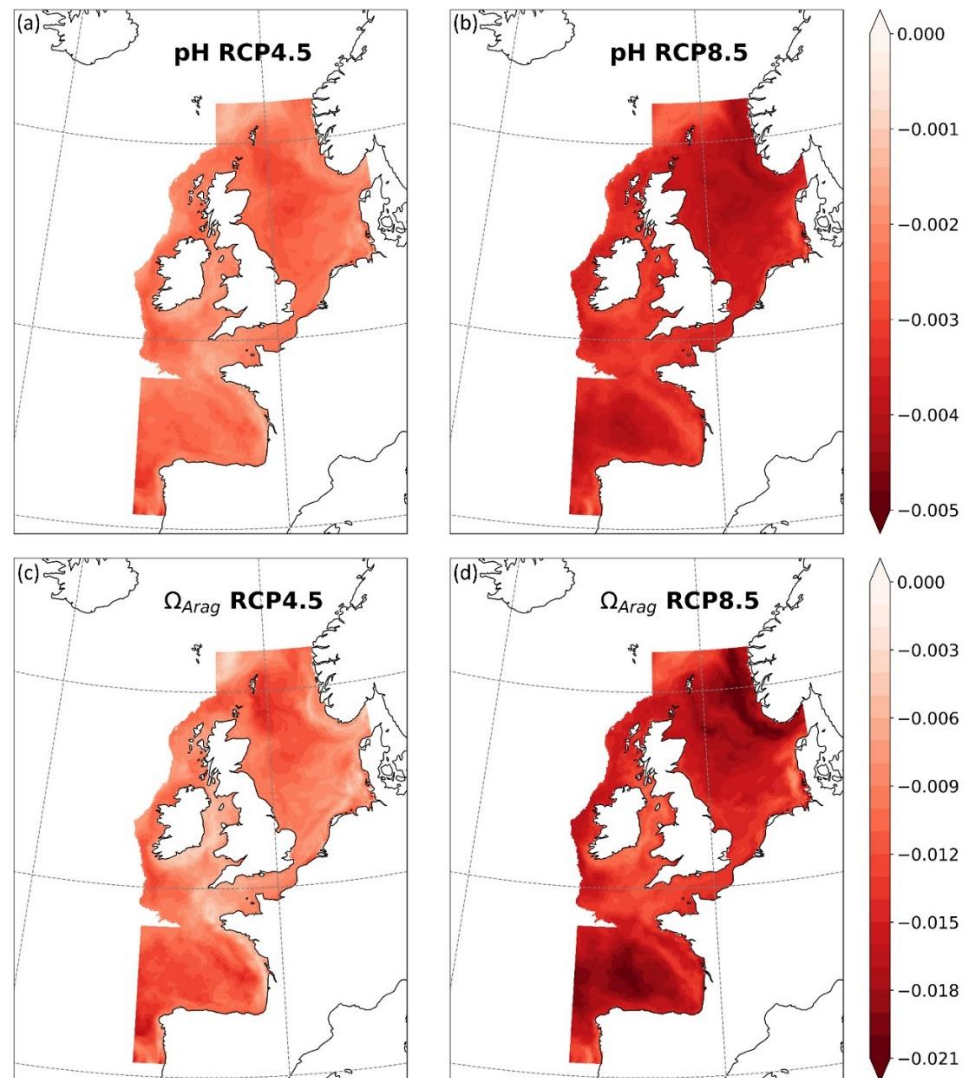 (a)
pH RCP4.5
(b)
pH RCP8.5
0.000
−0.001
−0.002
−0.003
−0.004
−0.005
(c)
Ω_Arag RCP4.5
(d)
Ω_Arag RCP8.5
0.000
−0.003
−0.006
−0.009
−0.012
−0.015
−0.018
−0.021